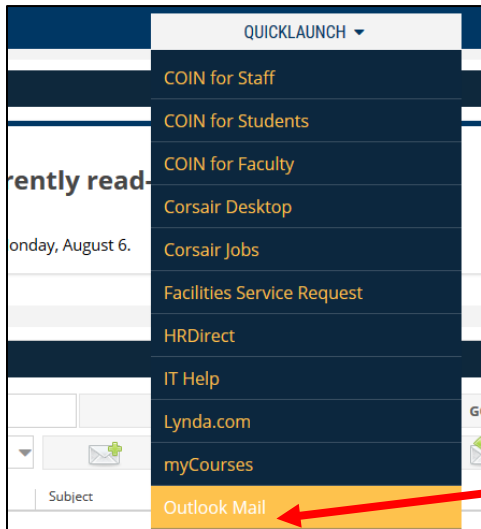 QUICKLAUNCH
COIN for Staff
COIN for Students
rently read-
COIN for Faculty
Corsair Desktop
onday, August 6.
Corsair Jobs
Facilities Service Request
HRDirect
IT Help
Lynda.com
myCourses
Subject
Outlook Mail